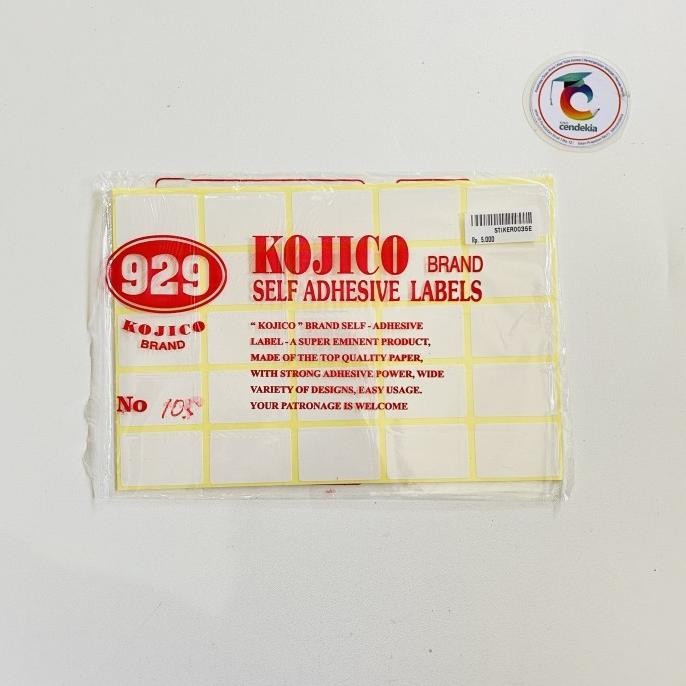 cendekia
STIKER0035E
Rp. 5.000
929
KOJICO
BRAND
No 105
KOJICO BRAND
SELF ADHESIVE LABELS
“ KOJICO ” BRAND SELF - ADHESIVE
LABEL - A SUPER EMINENT PRODUCT,
MADE OF THE TOP QUALITY PAPER,
WITH STRONG ADHESIVE POWER, WIDE
VARIETY OF DESIGNS, EASY USAGE.
YOUR PATRONAGE IS WELCOME